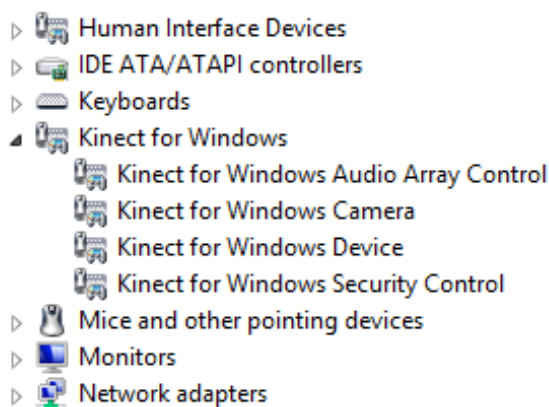 Human Interface Devices
IDE ATA/ATAPI controllers
Keyboards
Kinect for Windows
Kinect for Windows Audio Array Control
Kinect for Windows Camera
Kinect for Windows Device
Kinect for Windows Security Control
Mice and other pointing devices
Monitors
Network adapters